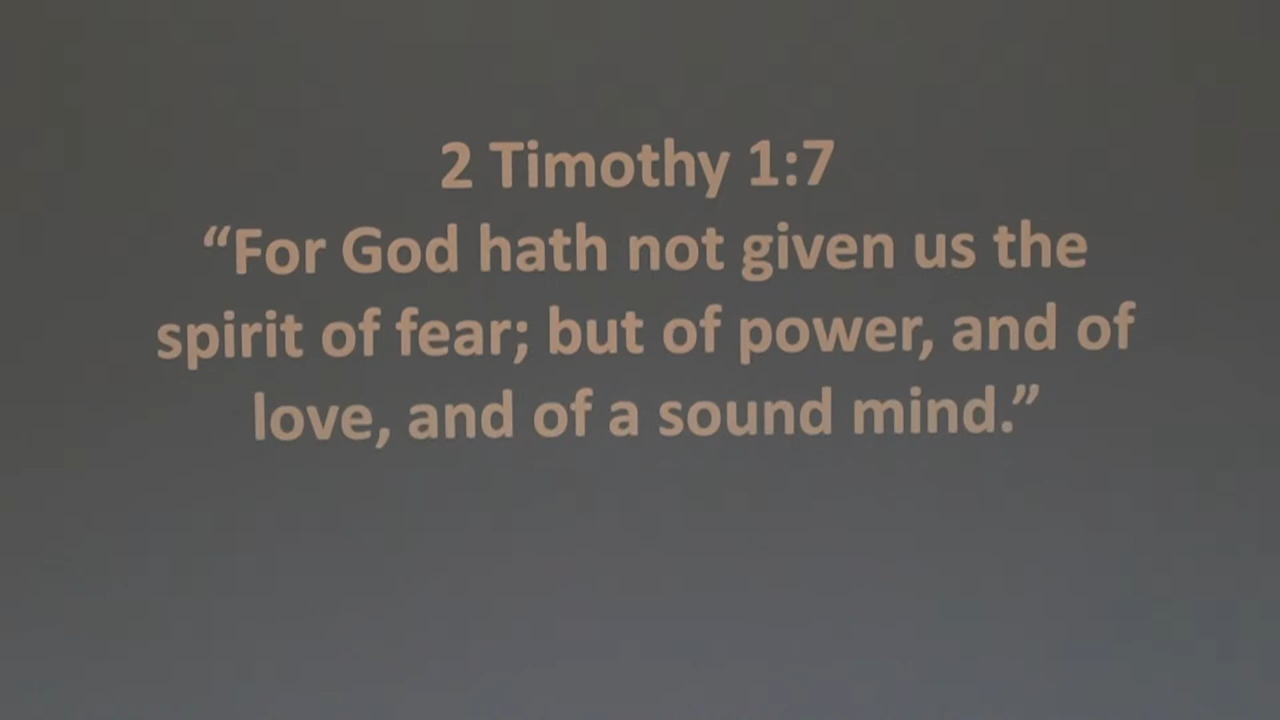 2 Timothy 1:7
“For God hath not given us the
spirit of fear; but of power, and of
love, and of a sound mind.”